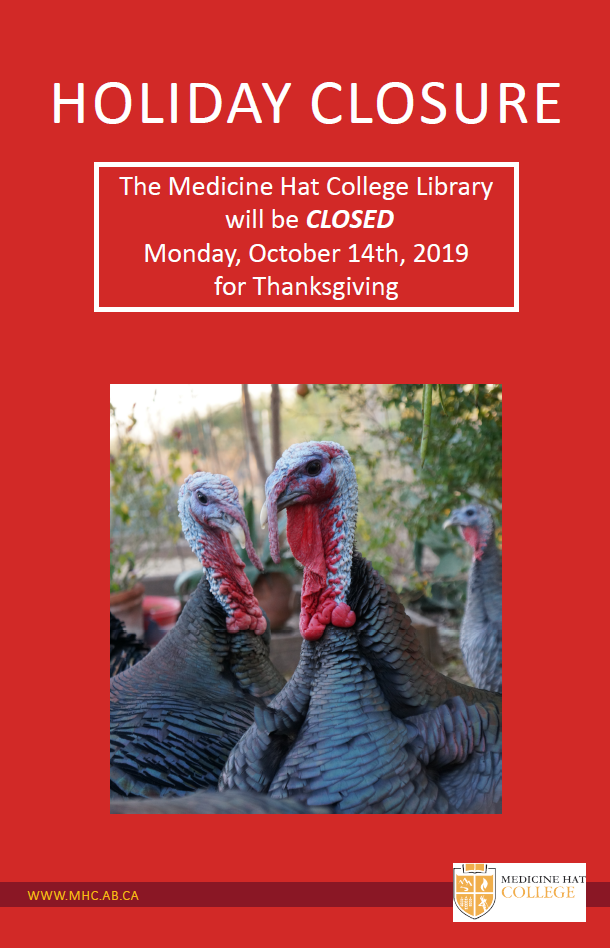 HOLIDAY CLOSURE
The Medicine Hat College Library
will be CLOSED
Monday, October 14th, 2019
for Thanksgiving
WWW.MHC.AB.CA
MEDICINE HAT
COLLEGE